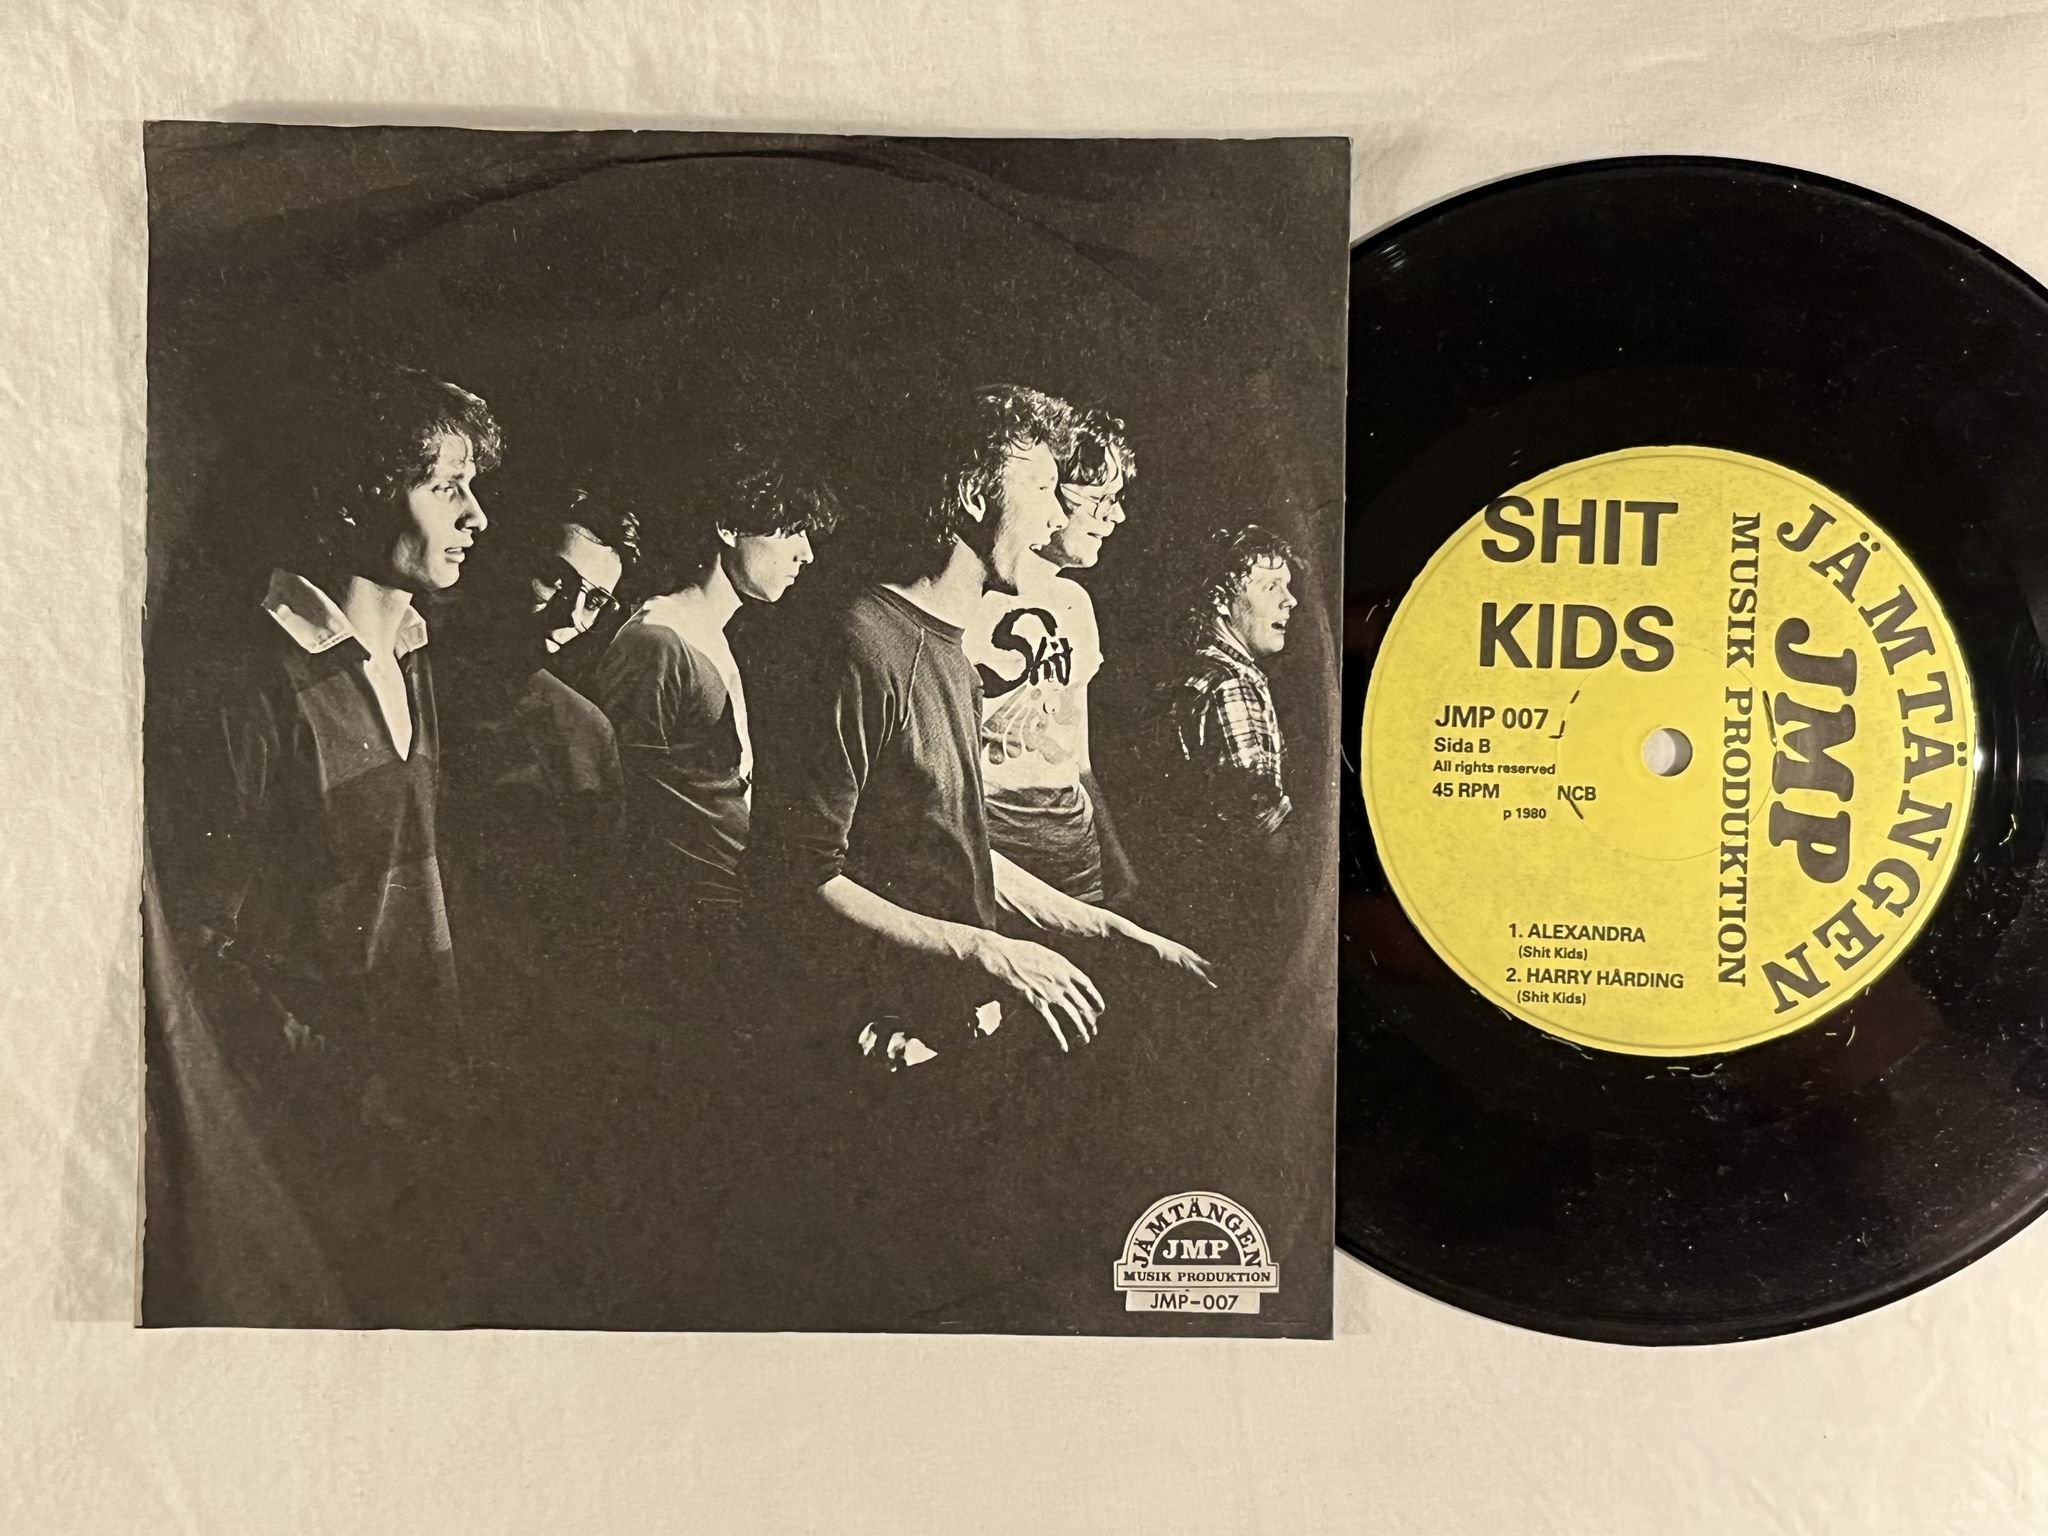 Shit
JÄMTÄNGEN
JMP
MUSIK PRODUKTION
JMP-007
SHIT
KIDS
JMP 007
Sida B
All rights reserved
45 RPM NCB
p 1980
1. ALEXANDRA
(Shit Kids)
2. HARRY HÅRDING
(Shit Kids)
JÄMTÄNGEN
JMP
MUSIK PRODUKTION